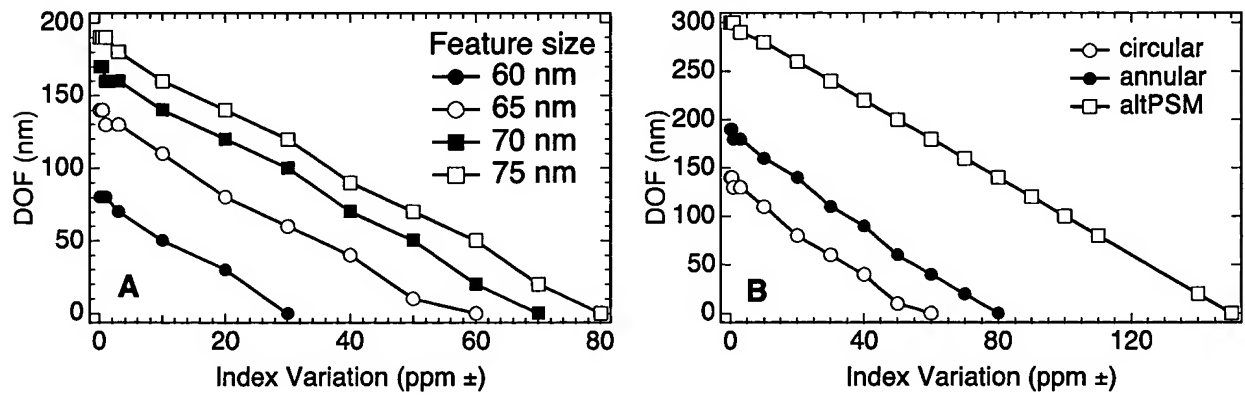 200
150
100
50
0
DOF (nm)
Feature size
60 nm
65 nm
70 nm
75 nm
A
0 20 40 60 80
Index Variation (ppm ±)
300
250
200
150
100
50
0
DOF (nm)
circular
annular
altPSM
B
0 40 80 120
Index Variation (ppm ±)